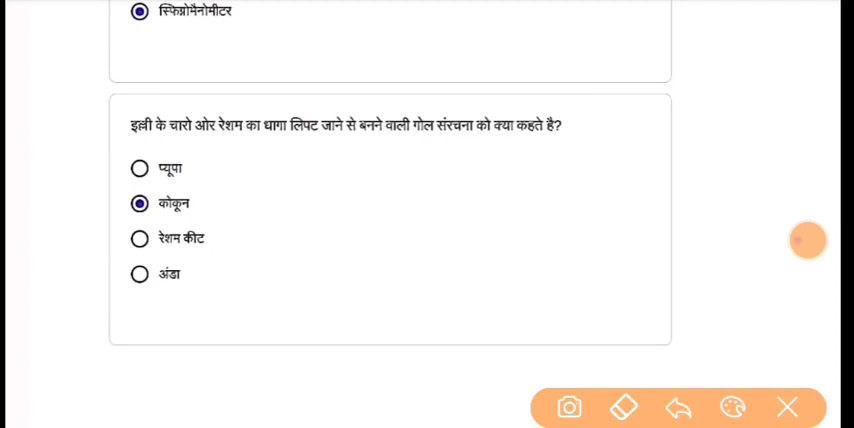 स्फिग्मोमैनोमीटर
इल्ली के चारो ओर रेशम का धागा लिपट जाने से बनने वाली गोल संरचना को क्या कहते है?
प्यूपा
कोकून
रेशम कीट
अंडा